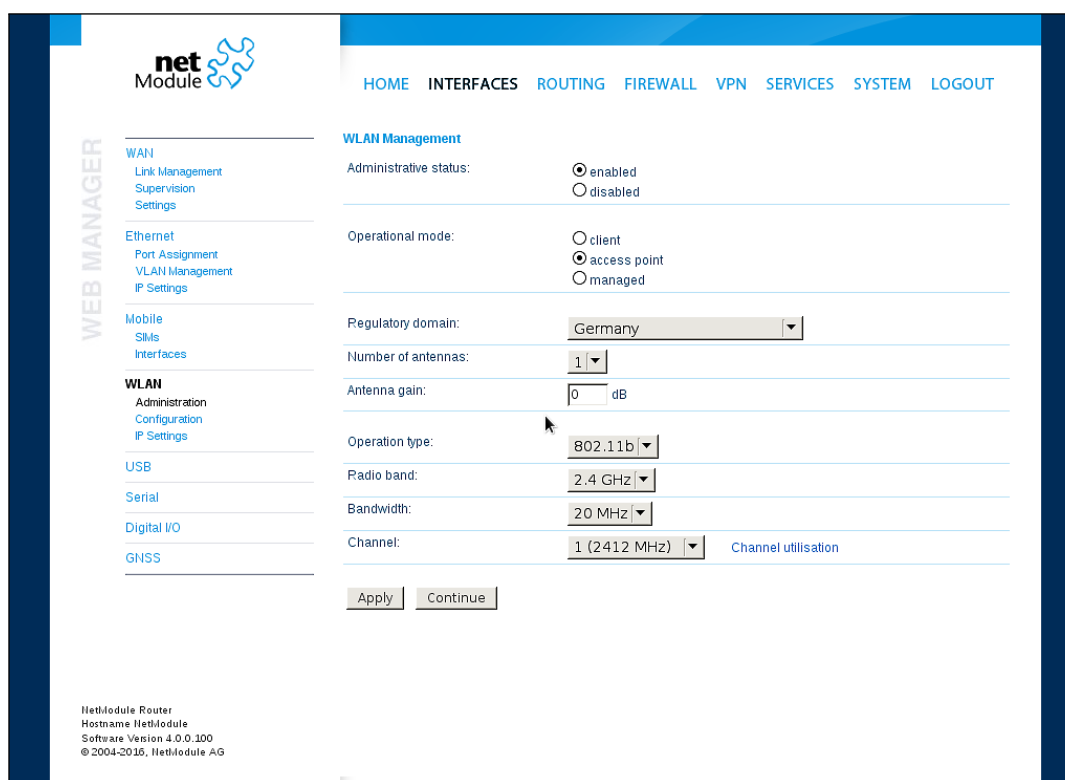 net
Module
HOME INTERFACES ROUTING FIREWALL VPN SERVICES SYSTEM LOGOUT
WEB MANAGER
WAN
Link Management
Supervision
Settings
Ethernet
Port Assignment
VLAN Management
IP Settings
Mobile
SIMs
Interfaces
WLAN
Administration
Configuration
IP Settings
USB
Serial
Digital I/O
GNSS
WLAN Management
Administrative status: enabled
disabled
Operational mode: client
access point
managed
Regulatory domain: Germany
Number of antennas: 1
Antenna gain: 0 dB
Operation type: 802.11b
Radio band: 2.4 GHz
Bandwidth: 20 MHz
Channel: 1 (2412 MHz) Channel utilisation
Apply Continue
NetModule Router
Hostname NetModule
Software Version 4.0.0.100
© 2004-2016, NetModule AG